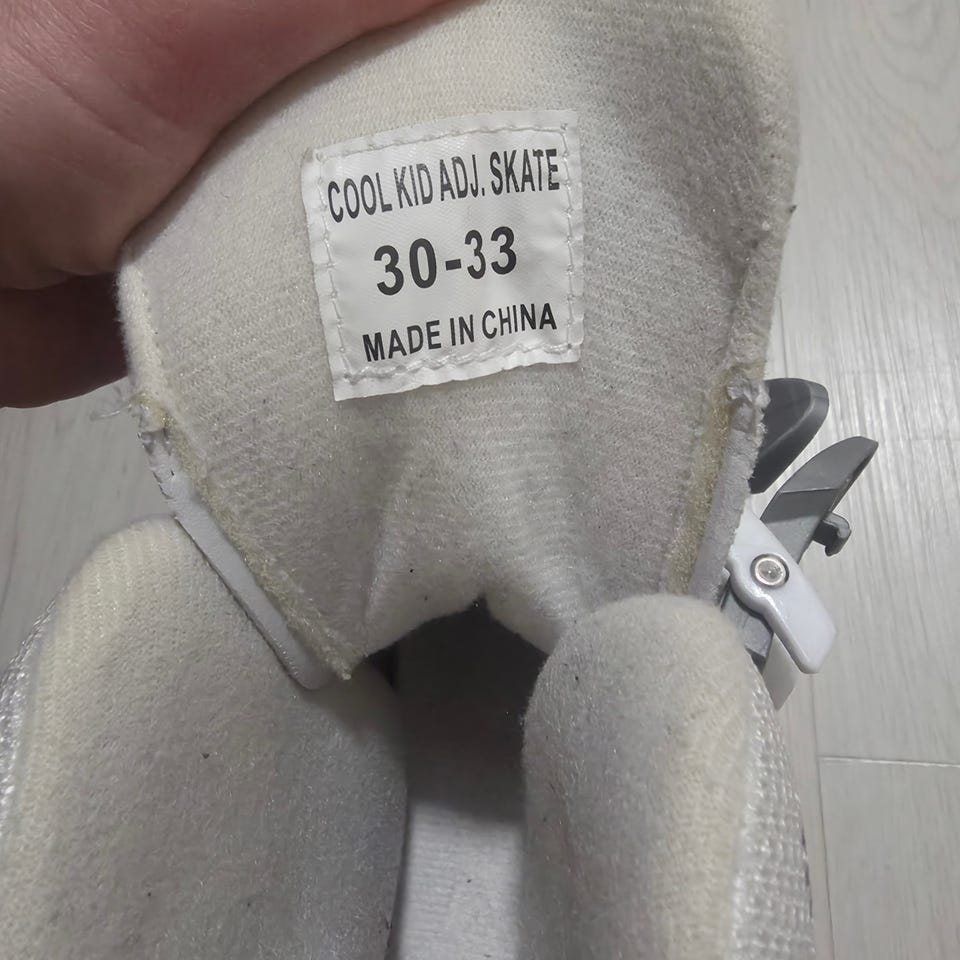 COOL KID ADJ. SKATE
30-33
MADE IN CHINA